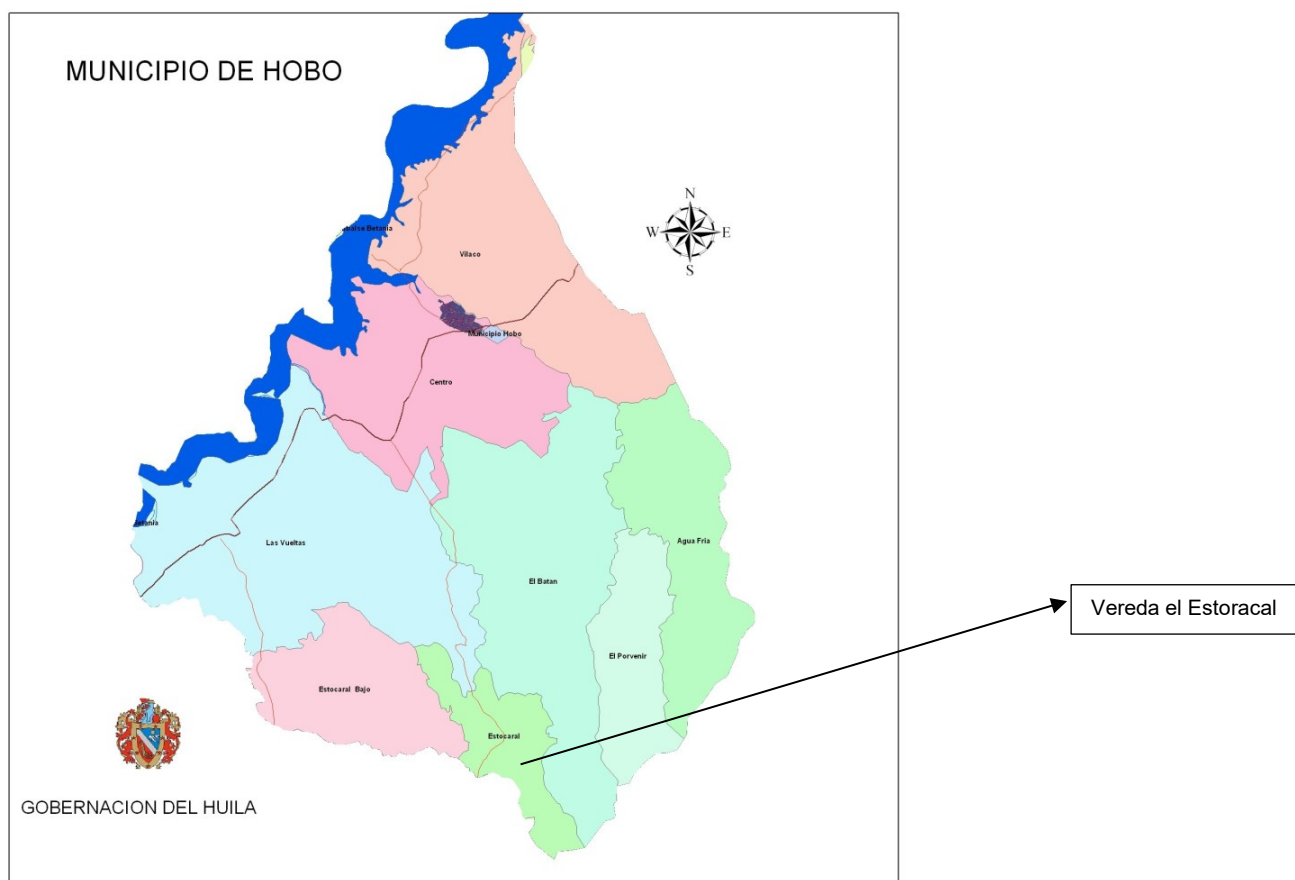 MUNICIPIO DE HOBO
N
W E
S
Betania
Vilaco
Municipio Hobo
Centro
Las Vueltas
Agua Fria
El Batan
Vereda el Estoracal
El Porvenir
Estocaral Bajo
Estocaral
GOBERNACION DEL HUILA